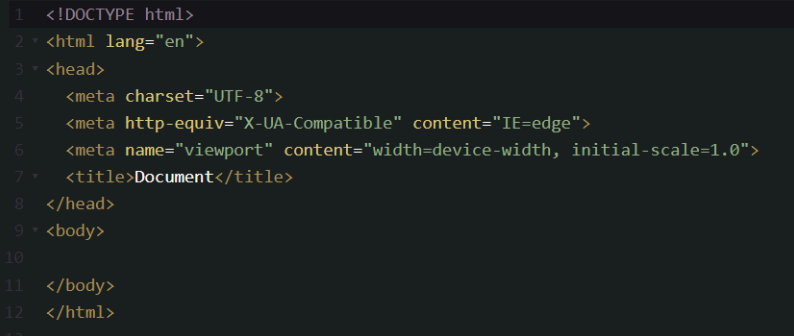 1 <!DOCTYPE html>
2 <html lang="en">
3 <head>
4   <meta charset="UTF-8">
5   <meta http-equiv="X-UA-Compatible" content="IE=edge">
6   <meta name="viewport" content="width=device-width, initial-scale=1.0">
7   <title>Document</title>
8 </head>
9 <body>
10
11 </body>
12 </html>